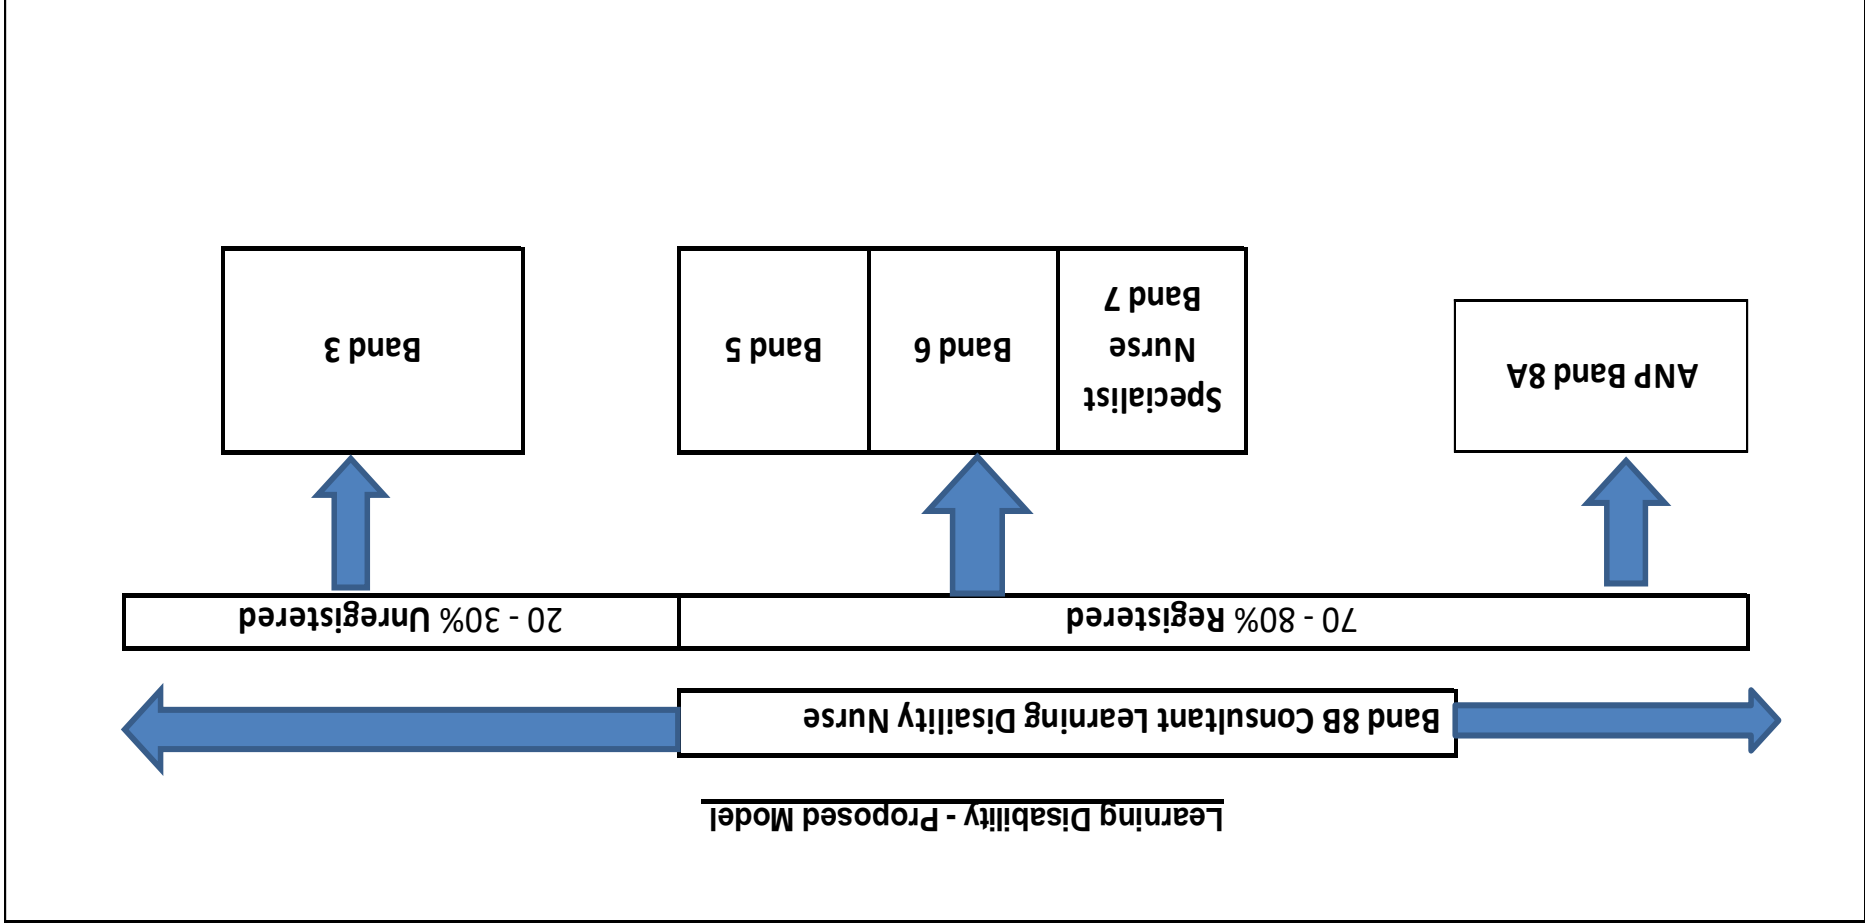 Learning Disability - Proposed Model
Band 8B Consultant Learning Disaility Nurse
70 - 80% Registered
20 - 30% Unregistered
ANP Band 8A
Specialist
Nurse
Band 7
Band 6
Band 5
Band 3